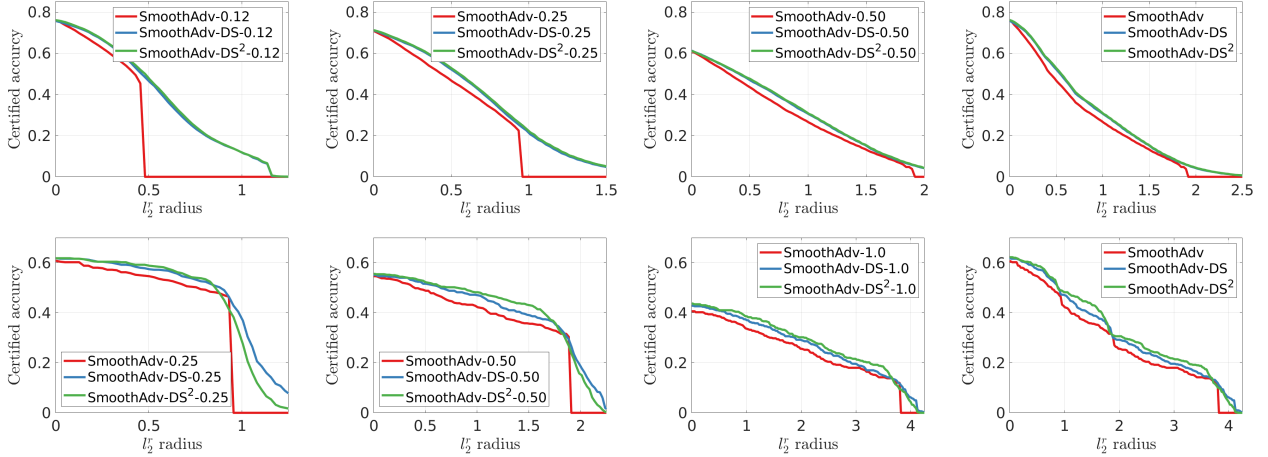 Certified accurcy
0.8
0.6
0.4
0.2
0
SmoothAdv-0.12
SmoothAdv-DS-0.12
SmoothAdv-DS²-0.12
0
0.5
1
l₂ʳ radius
Certified accurcy
0.8
0.6
0.4
0.2
0
SmoothAdv-0.25
SmoothAdv-DS-0.25
SmoothAdv-DS²-0.25
0
0.5
1
1.5
l₂ʳ radius
Certified accurcy
0.8
0.6
0.4
0.2
0
SmoothAdv-0.50
SmoothAdv-DS-0.50
SmoothAdv-DS²-0.50
0
0.5
1
1.5
2
l₂ʳ radius
Certified accurcy
0.8
0.6
0.4
0.2
0
SmoothAdv
SmoothAdv-DS
SmoothAdv-DS²
0
0.5
1
1.5
2
2.5
l₂ʳ radius
Certified accurcy
0.6
0.4
0.2
0
SmoothAdv-0.25
SmoothAdv-DS-0.25
SmoothAdv-DS²-0.25
0
0.5
1
l₂ʳ radius
Certified accurcy
0.6
0.4
0.2
0
SmoothAdv-0.50
SmoothAdv-DS-0.50
SmoothAdv-DS²-0.50
0
0.5
1
1.5
2
l₂ʳ radius
Certified accurcy
0.6
0.4
0.2
0
SmoothAdv-1.0
SmoothAdv-DS-1.0
SmoothAdv-DS²-1.0
0
1
2
3
4
l₂ʳ radius
Certified accurcy
0.6
0.4
0.2
0
SmoothAdv
SmoothAdv-DS
SmoothAdv-DS²
0
1
2
3
4
l₂ʳ radius